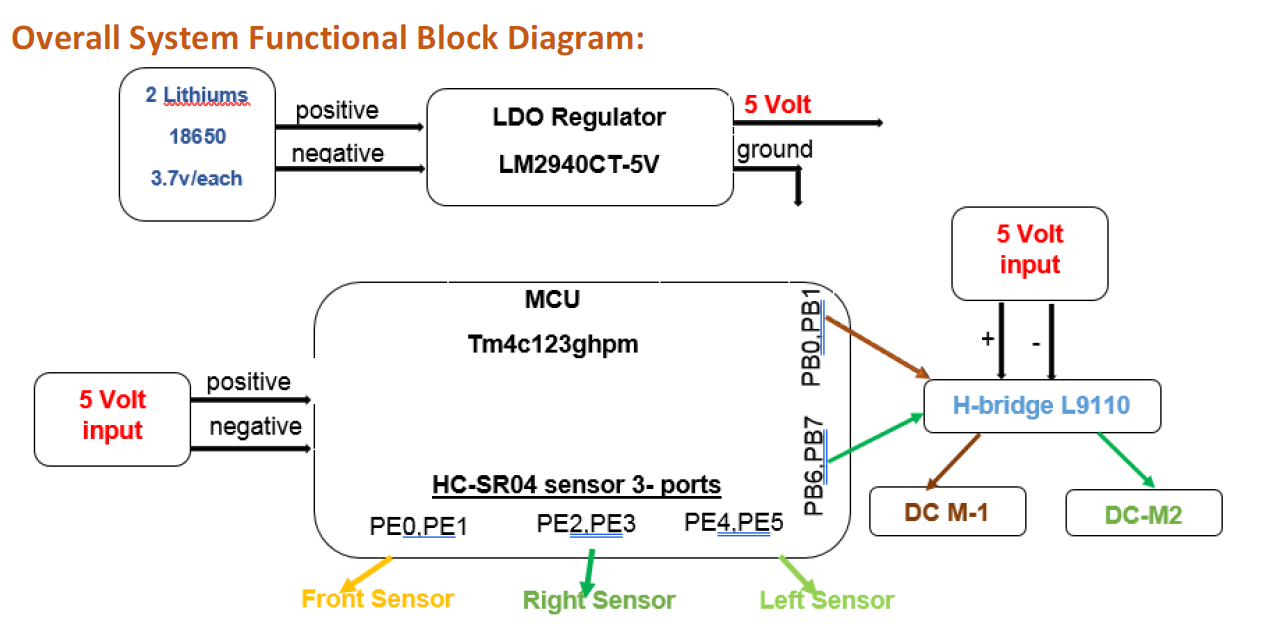 Overall System Functional Block Diagram:
2 Lithiums
18650
3.7v/each
positive
negative
LDO Regulator
LM2940CT-5V
5 Volt
ground
5 Volt
input
+
-
MCU
Tm4c123ghpm
PB0,PB1
PB6,PB7
5 Volt
input
positive
negative
H-bridge L9110
DC M-1
DC-M2
HC-SR04 sensor 3- ports
PE0,PE1
PE2,PE3
PE4,PE5
Front Sensor
Right Sensor
Left Sensor